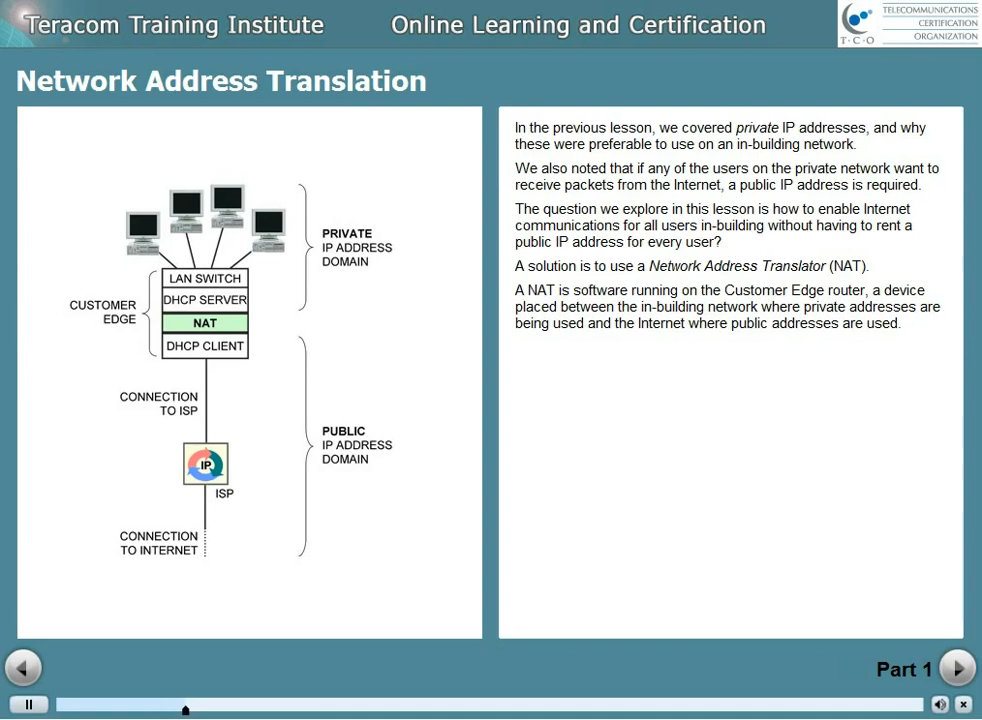 Teracom Training Institute
Online Learning and Certification
TELECOMMUNICATIONS
CERTIFICATION
ORGANIZATION
T·C·O
Network Address Translation
PRIVATE
IP ADDRESS
DOMAIN
LAN SWITCH
DHCP SERVER
NAT
DHCP CLIENT
CUSTOMER
EDGE
CONNECTION
TO ISP
PUBLIC
IP ADDRESS
DOMAIN
IP
ISP
CONNECTION
TO INTERNET
In the previous lesson, we covered private IP addresses, and why
these were preferable to use on an in-building network.
We also noted that if any of the users on the private network want to
receive packets from the Internet, a public IP address is required.
The question we explore in this lesson is how to enable Internet
communications for all users in-building without having to rent a
public IP address for every user?
A solution is to use a Network Address Translator (NAT).
A NAT is software running on the Customer Edge router, a device
placed between the in-building network where private addresses are
being used and the Internet where public addresses are used.
Part 1